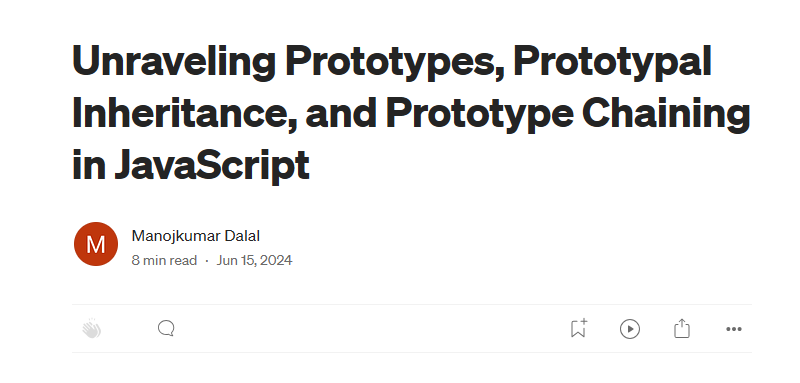 Unraveling Prototypes, Prototypal
Inheritance, and Prototype Chaining
in JavaScript
M
Manojkumar Dalal
8 min read · Jun 15, 2024